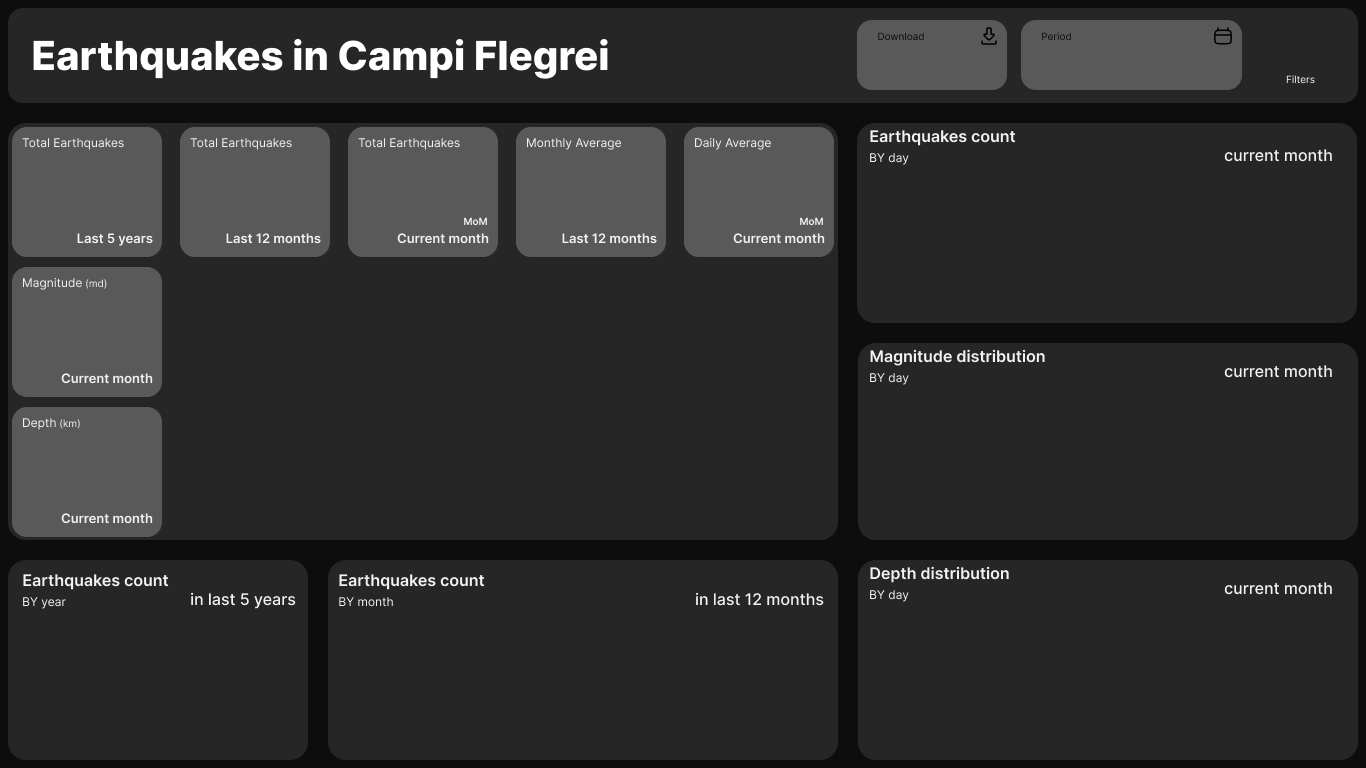 Earthquakes in Campi Flegrei
Download
Period
Filters
Total Earthquakes
Last 5 years
Total Earthquakes
Last 12 months
Total Earthquakes
MoM
Current month
Monthly Average
Last 12 months
Daily Average
MoM
Current month
Magnitude (md)
Current month
Depth (km)
Current month
Earthquakes count
BY day
current month
Magnitude distribution
BY day
current month
Earthquakes count
BY year
in last 5 years
Earthquakes count
BY month
in last 12 months
Depth distribution
BY day
current month